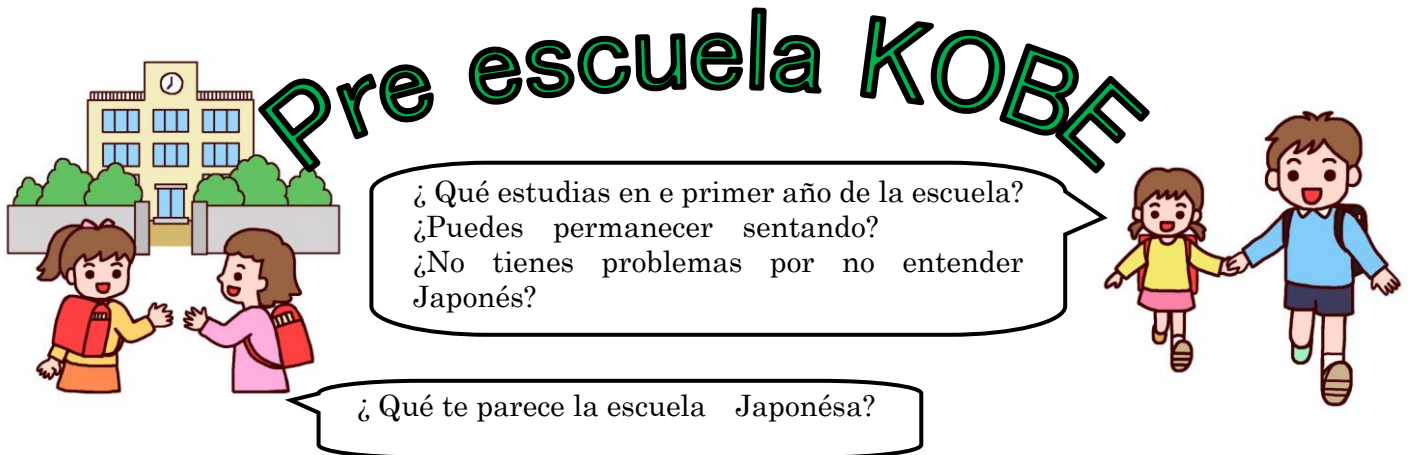 Pre escuela KOBE
¿ Qué estudias en e primer año de la escuela?
¿Puedes permanecer sentando?
¿No tienes problemas por no entender
Japonés?
¿ Qué te parece la escuela Japonésa?